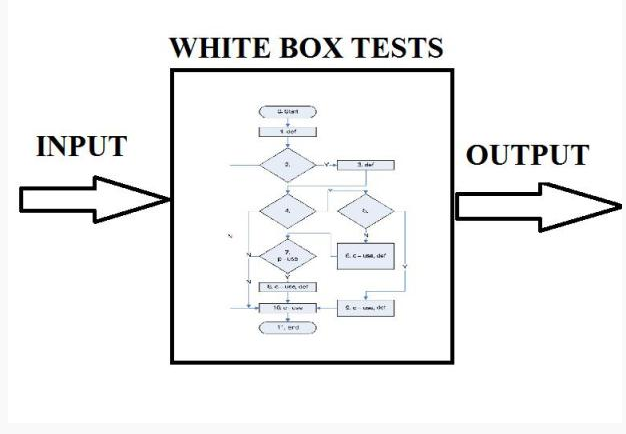 WHITE BOX TESTS
INPUT
OUTPUT
0. Start
1. def
2.
Y
3. def
4.
5.
N
7.
p - use
6. c - use, def
N
Y
Y
N
8. c - use, def
10. c - use
9. c - use, def
11. end